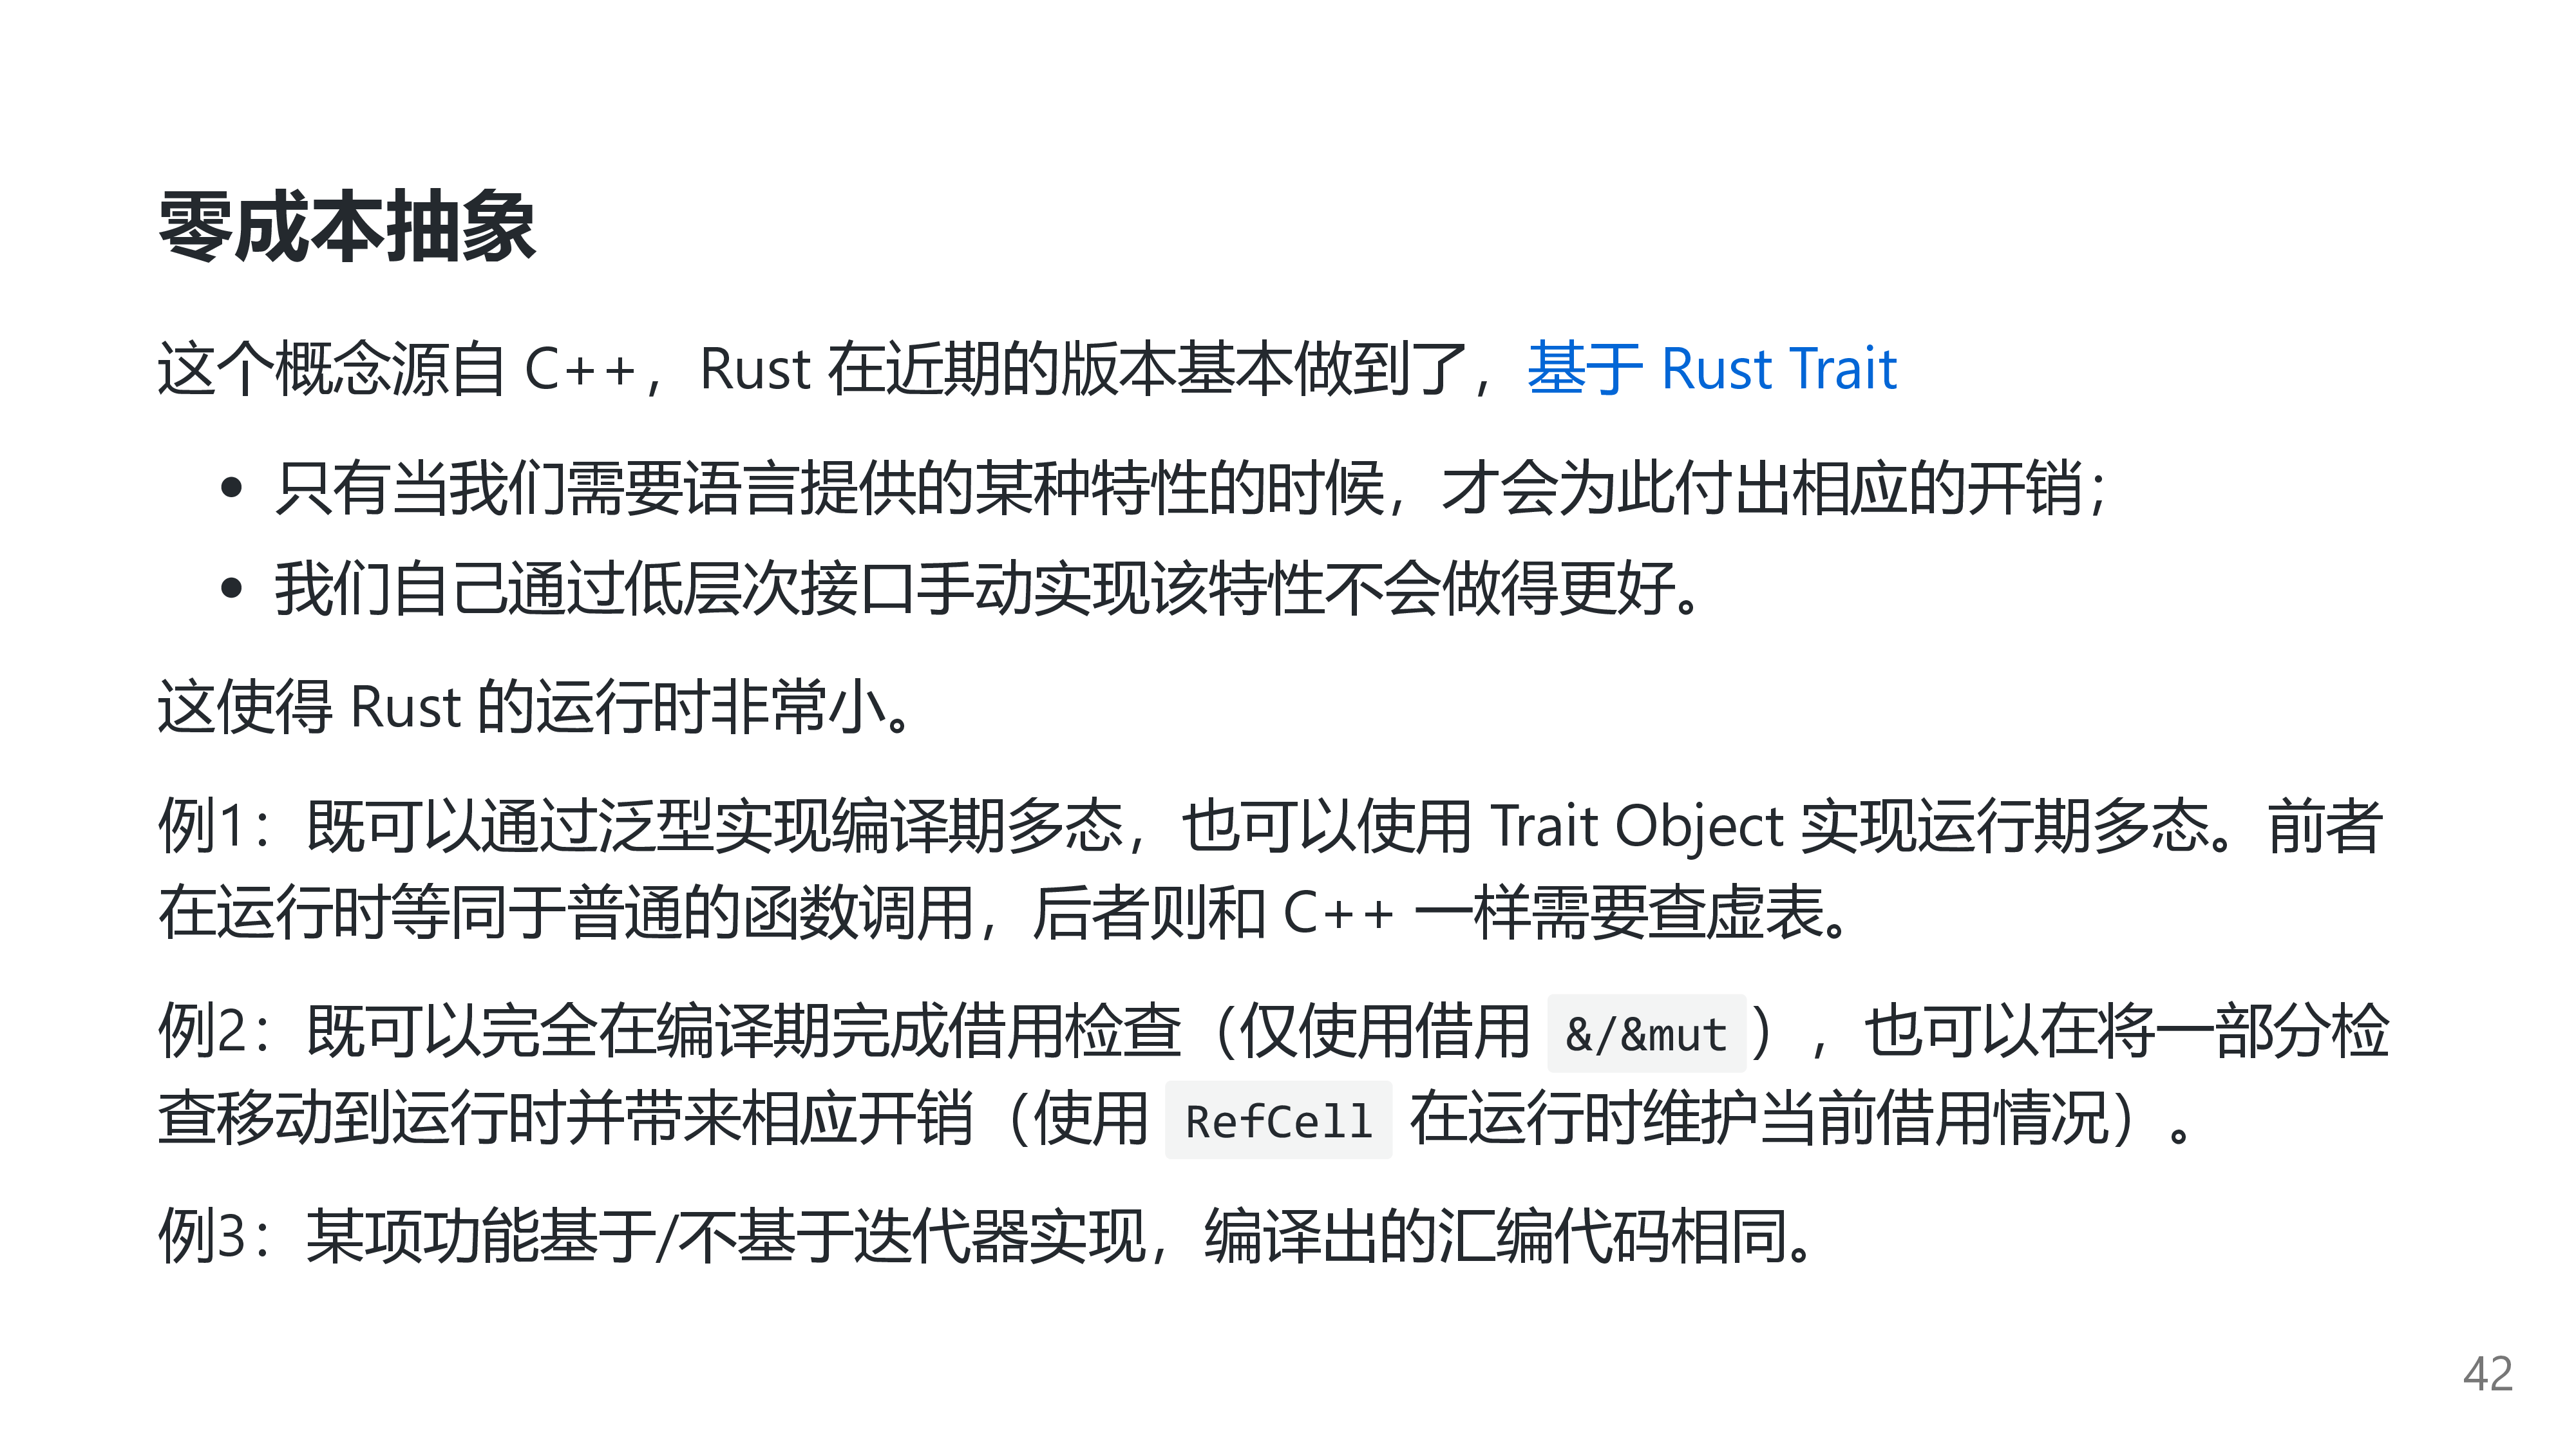 零成本抽象
这个概念源自 C++，Rust 在近期的版本基本做到了，基于 Rust Trait
• 只有当我们需要语言提供的某种特性的时候，才会为此付出相应的开销；
• 我们自己通过低层次接口手动实现该特性不会做得更好。
这使得 Rust 的运行时非常小。
例1：既可以通过泛型实现编译期多态，也可以使用 Trait Object 实现运行期多态。前者
在运行时等同于普通的函数调用，后者则和 C++ 一样需要查虚表。
例2：既可以完全在编译期完成借用检查（仅使用借用 &/&mut ），也可以在将一部分检
查移动到运行时并带来相应开销（使用 RefCell 在运行时维护当前借用情况）。
例3：某项功能基于/不基于迭代器实现，编译出的汇编代码相同。
42